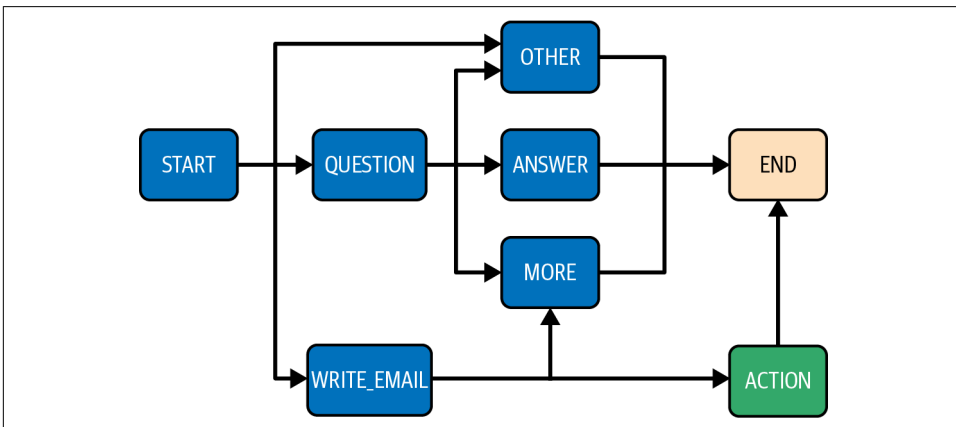 OTHER
START
QUESTION
ANSWER
END
MORE
WRITE_EMAIL
ACTION